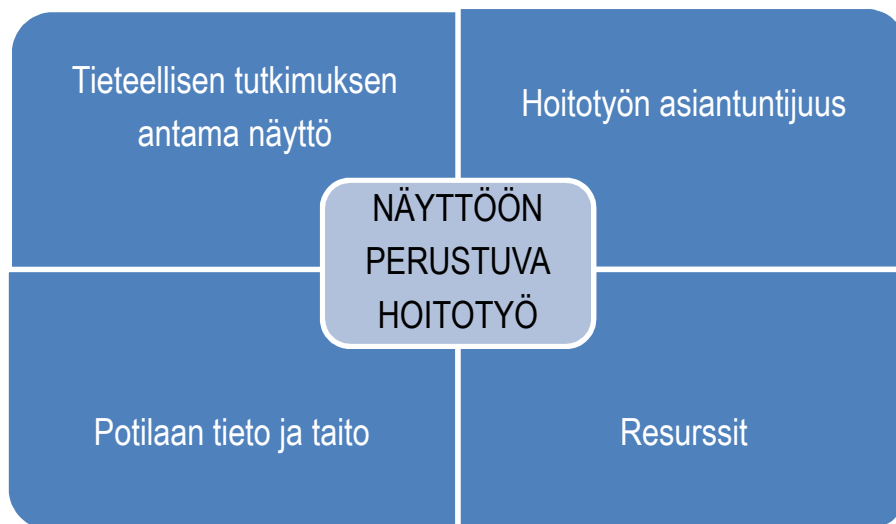 Tieteellisen tutkimuksen
antama näyttö
Hoitotyön asiantuntijuus
NÄYTTÖÖN
PERUSTUVA
HOITOTYÖ
Potilaan tieto ja taito
Resurssit